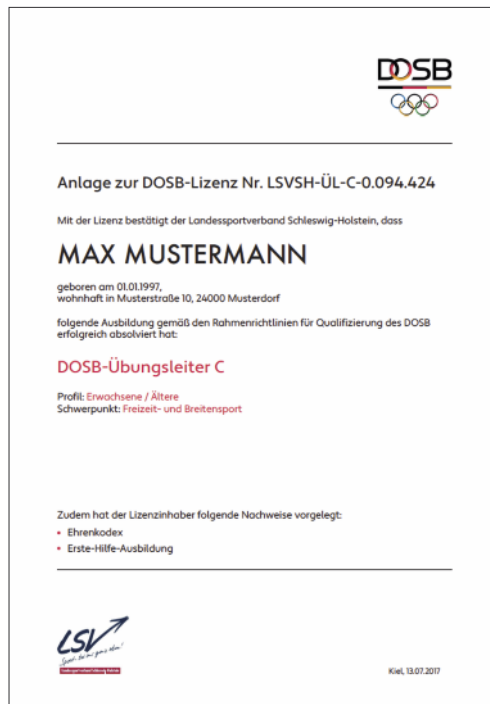 DOSB
Anlage zur DOSB-Lizenz Nr. LSVSH-ÜL-C-0.094.424
Mit der Lizenz bestätigt der Landessportverband Schleswig-Holstein, dass
MAX MUSTERMANN
geboren am 01.01.1997,
wohnhaft in Musterstraße 10, 24000 Musterdorf
folgende Ausbildung gemäß den Rahmenrichtlinien für Qualifizierung des DOSB
erfolgreich absolviert hat:
DOSB-Übungsleiter C
Profil: Erwachsene / Ältere
Schwerpunkt: Freizeit- und Breitensport
Zudem hat der Lizenzinhaber folgende Nachweise vorgelegt:
• Ehrenkodex
• Erste-Hilfe-Ausbildung
LSV
Kiel, 13.07.2017